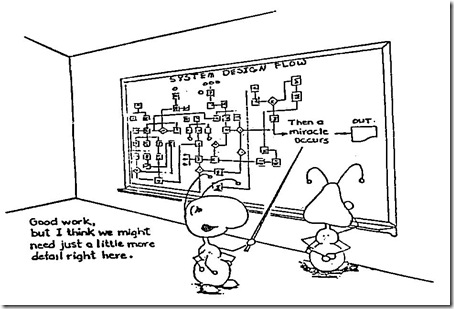 SYSTEM DESIGN FLOW
Then a
miracle
occurs
OUT.
Good work,
but I think we might
need just a little more
detail right here.